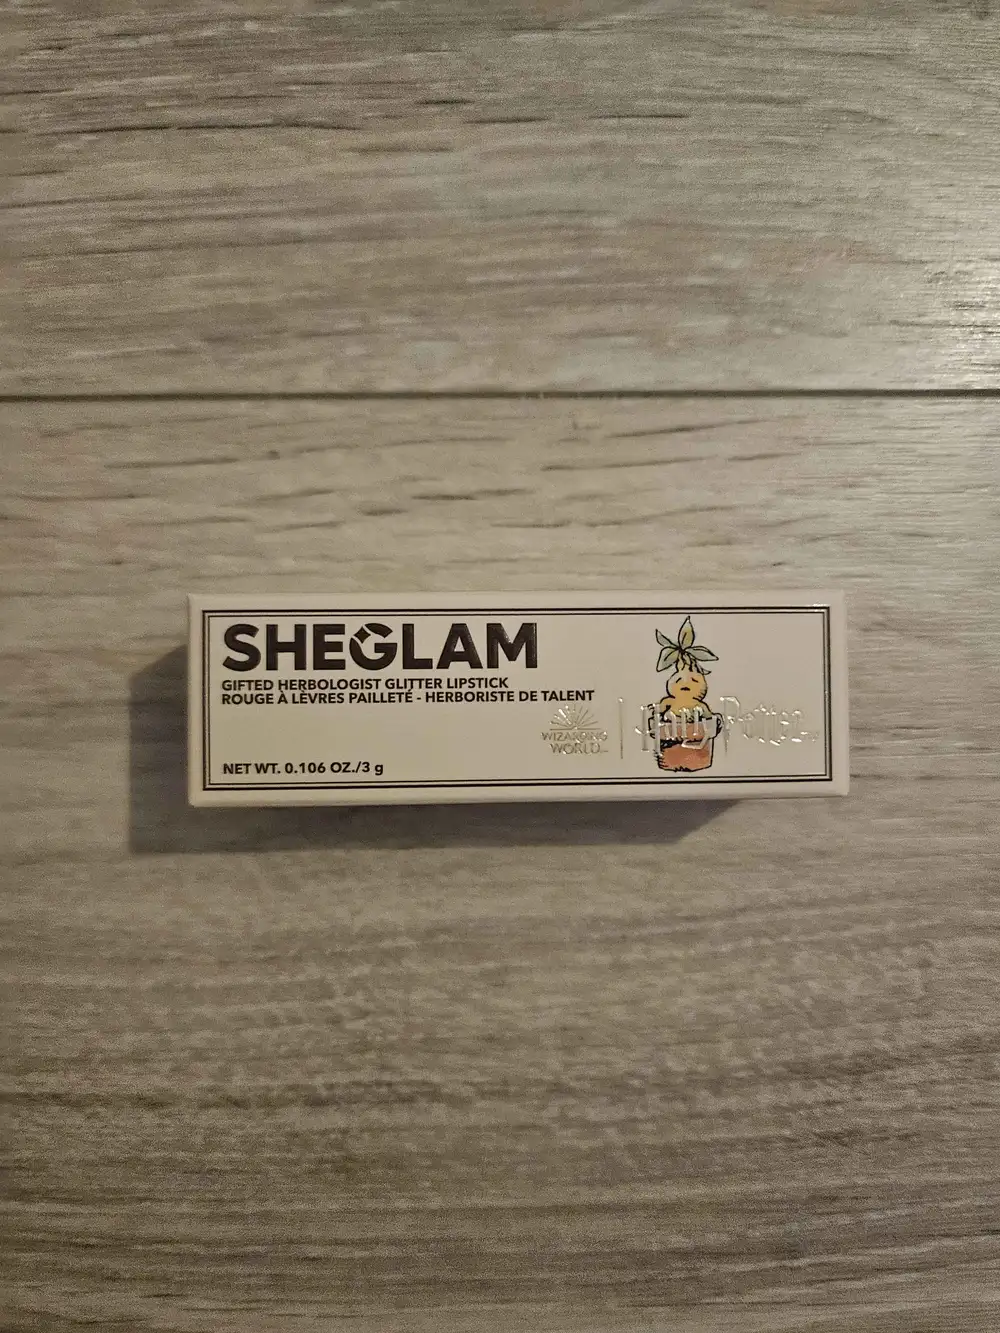 SHEGLAM
GIFTED HERBOLOGIST GLITTER LIPSTICK
ROUGE À LÈVRES PAILLETÉ - HERBORISTE DE TALENT
WIZARDING
WORLD
Harry Potter
NET WT. 0.106 OZ./3 g